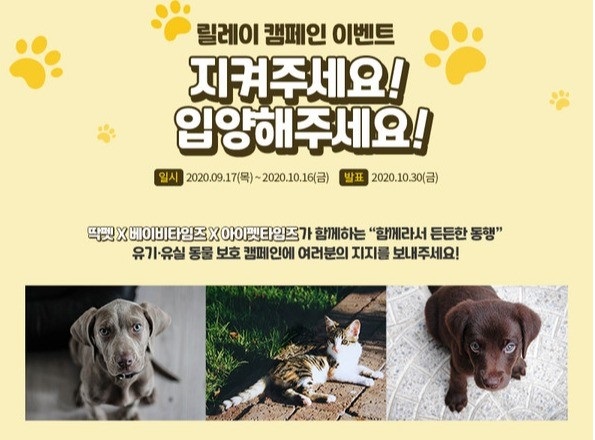 릴레이 캠페인 이벤트
지켜주세요!
입양해주세요!
일시 2020.09.17(목) ~ 2020.10.16(금) 발표 2020.10.30(금)
딱펫 X 베이비타임즈 X 아이펫타임즈가 함께하는 “함께라서 든든한 동행”
유기·유실 동물 보호 캠페인에 여러분의 지지를 보내주세요!